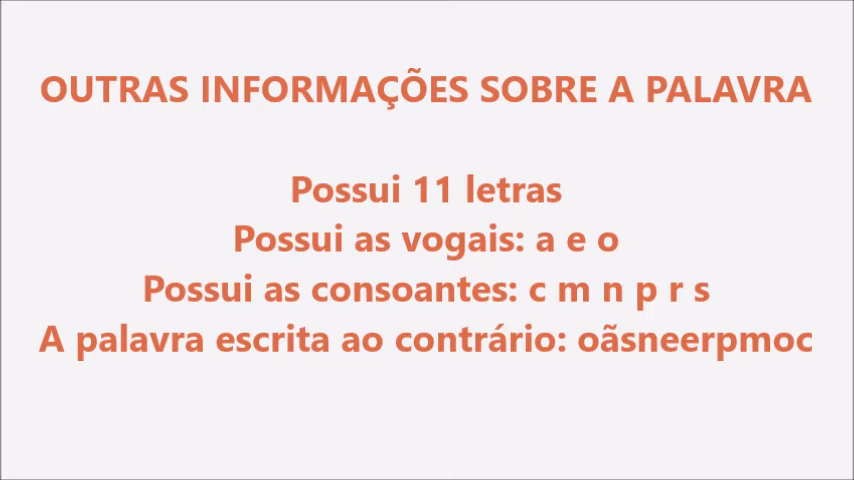 OUTRAS INFORMAÇÕES SOBRE A PALAVRA
Possui 11 letras
Possui as vogais: a e o
Possui as consoantes: c m n p r s
A palavra escrita ao contrário: oãsneerpmoc